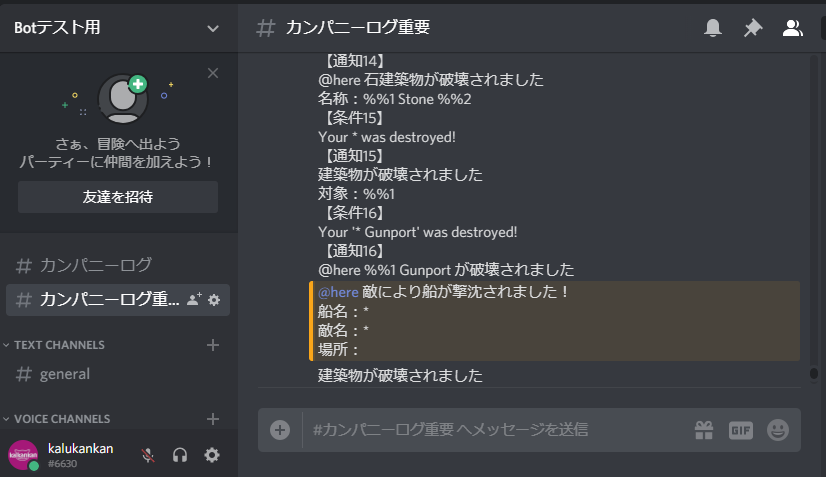 Botテスト用
さぁ、冒険へ出よう
パーティーに仲間を加えよう！
友達を招待
# カンパニーログ
# カンパニーログ重...
TEXT CHANNELS
# general
VOICE CHANNELS
kalukankan
#6630
# カンパニーログ重要
【通知14】
@here 石建築物が破壊されました
名称：%%1 Stone %%2
【条件15】
Your * was destroyed!
【通知15】
建築物が破壊されました
対象：%%1
【条件16】
Your '* Gunport' was destroyed!
【通知16】
@here %%1 Gunport が破壊されました
@here 敵により船が撃沈されました！
船名：*
敵名：*
場所：
建築物が破壊されました
#カンパニーログ重要 へメッセージを送信
GIF